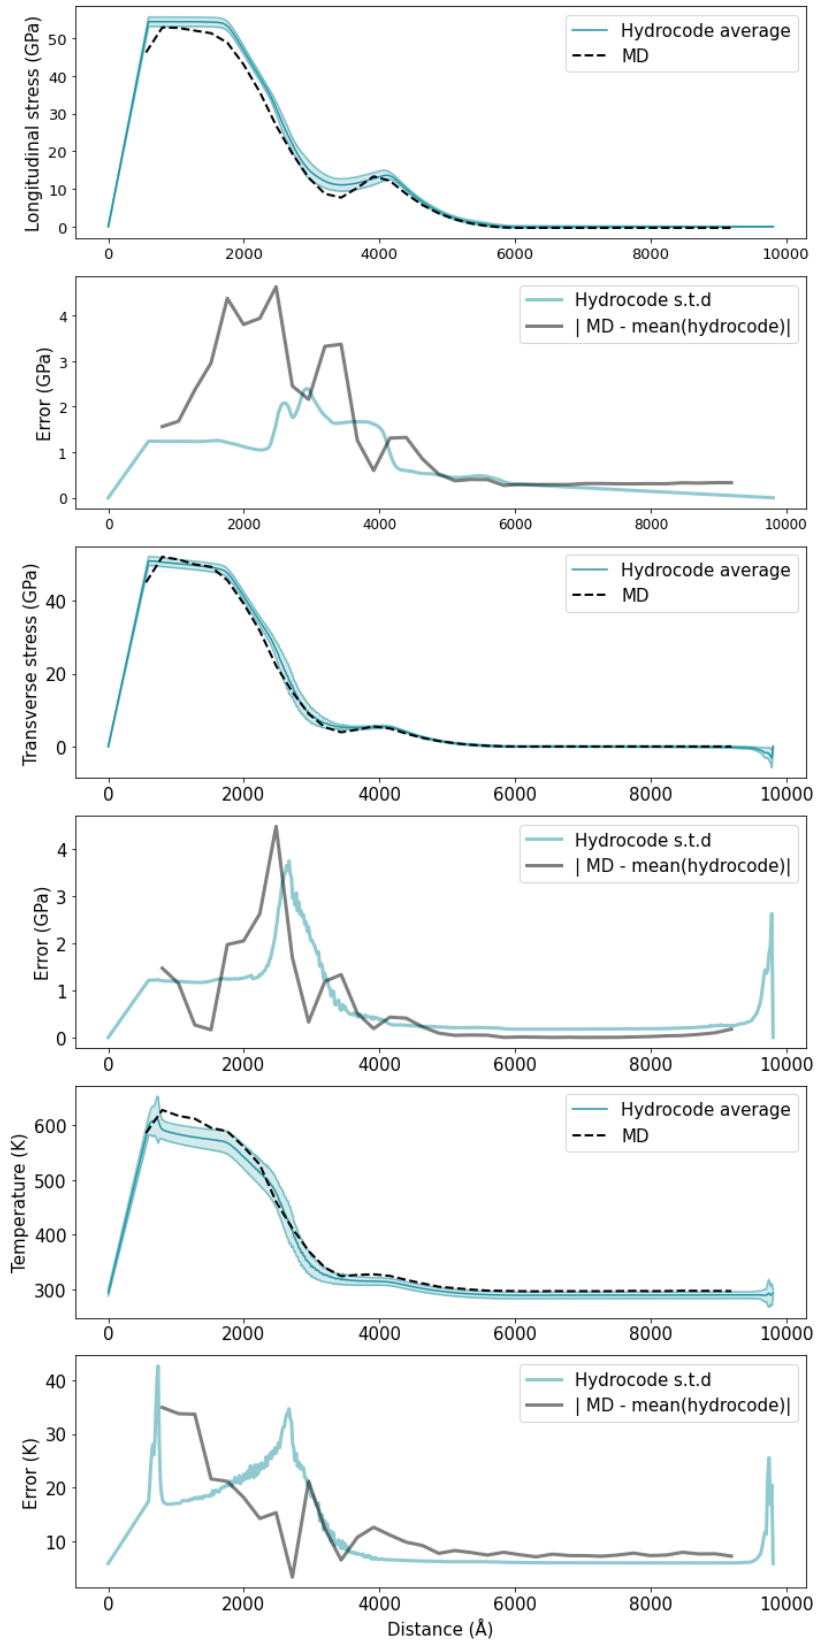 Longitudinal stress (GPa)
50
40
30
20
10
0
Hydrocode average
MD
0 2000 4000 6000 8000 10000
Error (GPa)
4
3
2
1
0
Hydrocode s.t.d
| MD - mean(hydrocode)|
0 2000 4000 6000 8000 10000
Transverse stress (GPa)
40
20
0
Hydrocode average
MD
0 2000 4000 6000 8000 10000
Error (GPa)
4
3
2
1
0
Hydrocode s.t.d
| MD - mean(hydrocode)|
0 2000 4000 6000 8000 10000
Temperature (K)
600
500
400
300
Hydrocode average
MD
0 2000 4000 6000 8000 10000
Error (K)
40
30
20
10
Hydrocode s.t.d
| MD - mean(hydrocode)|
0 2000 4000 6000 8000 10000
Distance (Å)